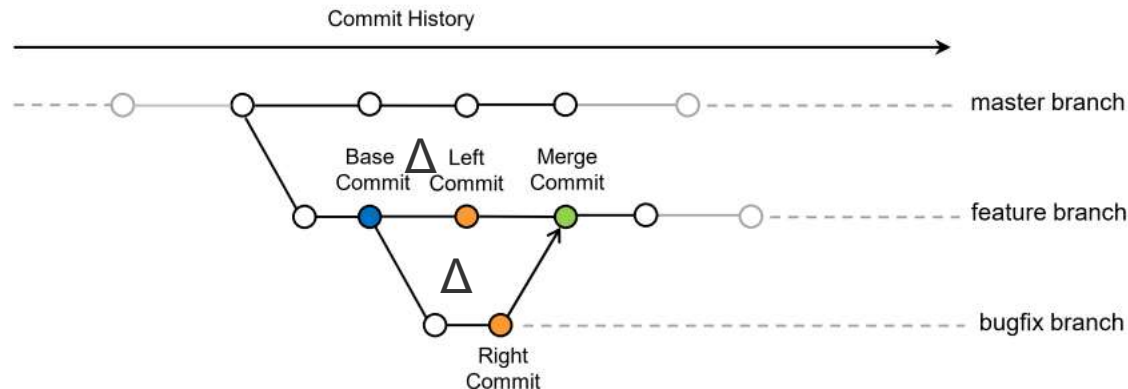 Commit History
master branch
Δ
Base
Commit
Left
Commit
Merge
Commit
feature branch
Δ
bugfix branch
Right
Commit